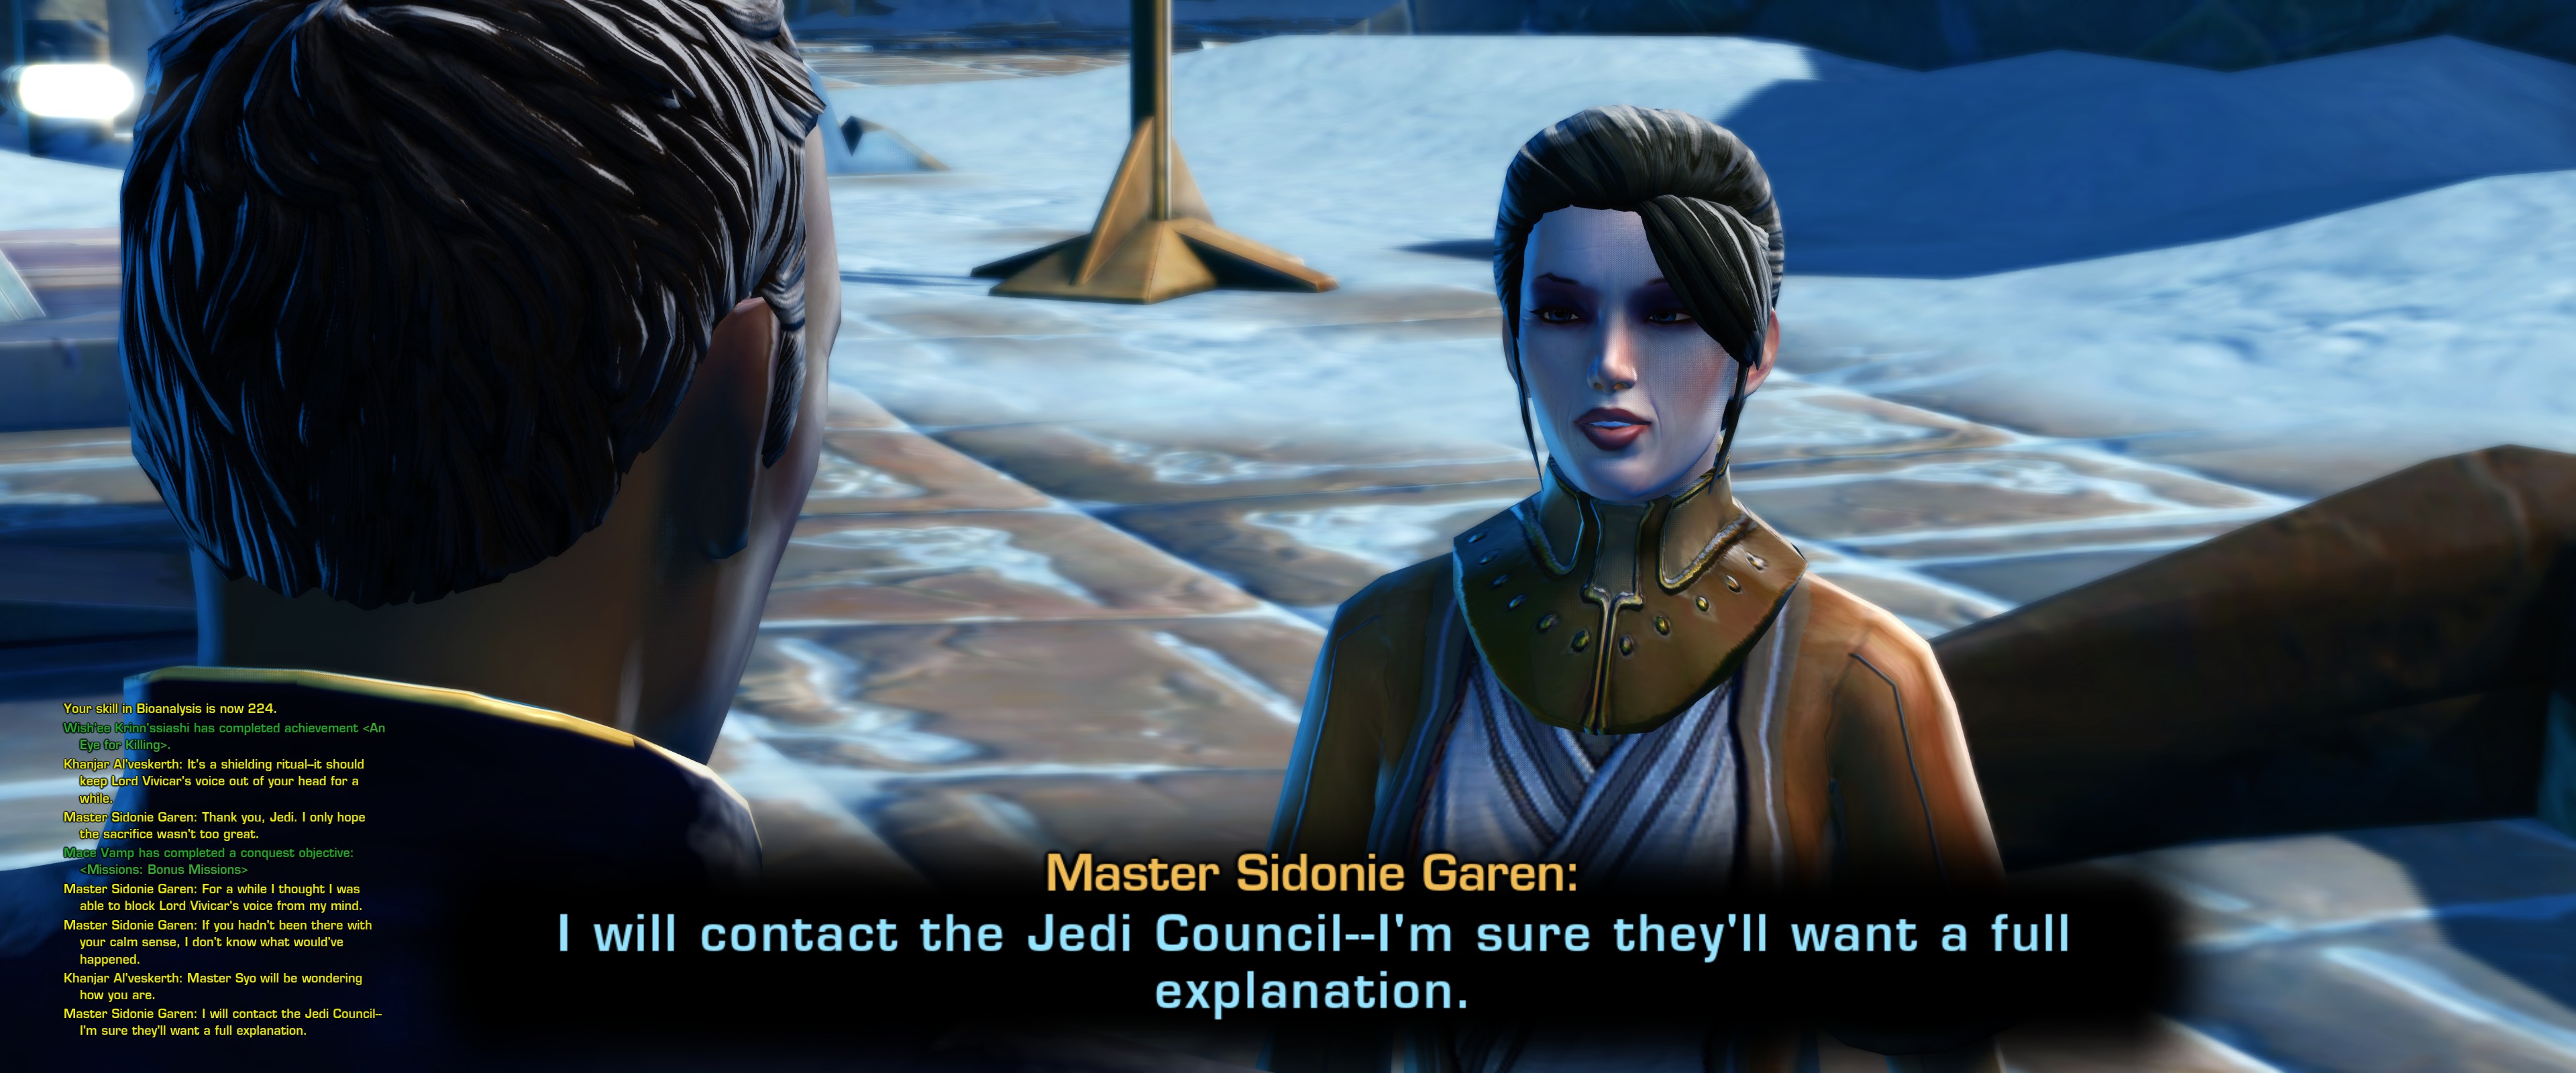 Your skill in Bioanalysis is now 224.
Wish'ee Krinn'ssiashi has completed achievement <An
Eye for Killing>.
Khanjar Al'veskerth: It's a shielding ritual--it should
keep Lord Vivicar's voice out of your head for a
while.
Master Sidonie Garen: Thank you, Jedi. I only hope
the sacrifice wasn't too great.
Mace Vamp has completed a conquest objective:
<Missions: Bonus Missions>
Master Sidonie Garen: For a while I thought I was
able to block Lord Vivicar's voice from my mind.
Master Sidonie Garen: If you hadn't been there with
your calm sense, I don't know what would've
happened.
Khanjar Al'veskerth: Master Syo will be wondering
how you are.
Master Sidonie Garen: I will contact the Jedi Council--
I'm sure they'll want a full explanation.
Master Sidonie Garen:
I will contact the Jedi Council--I'm sure they'll want a full
explanation.